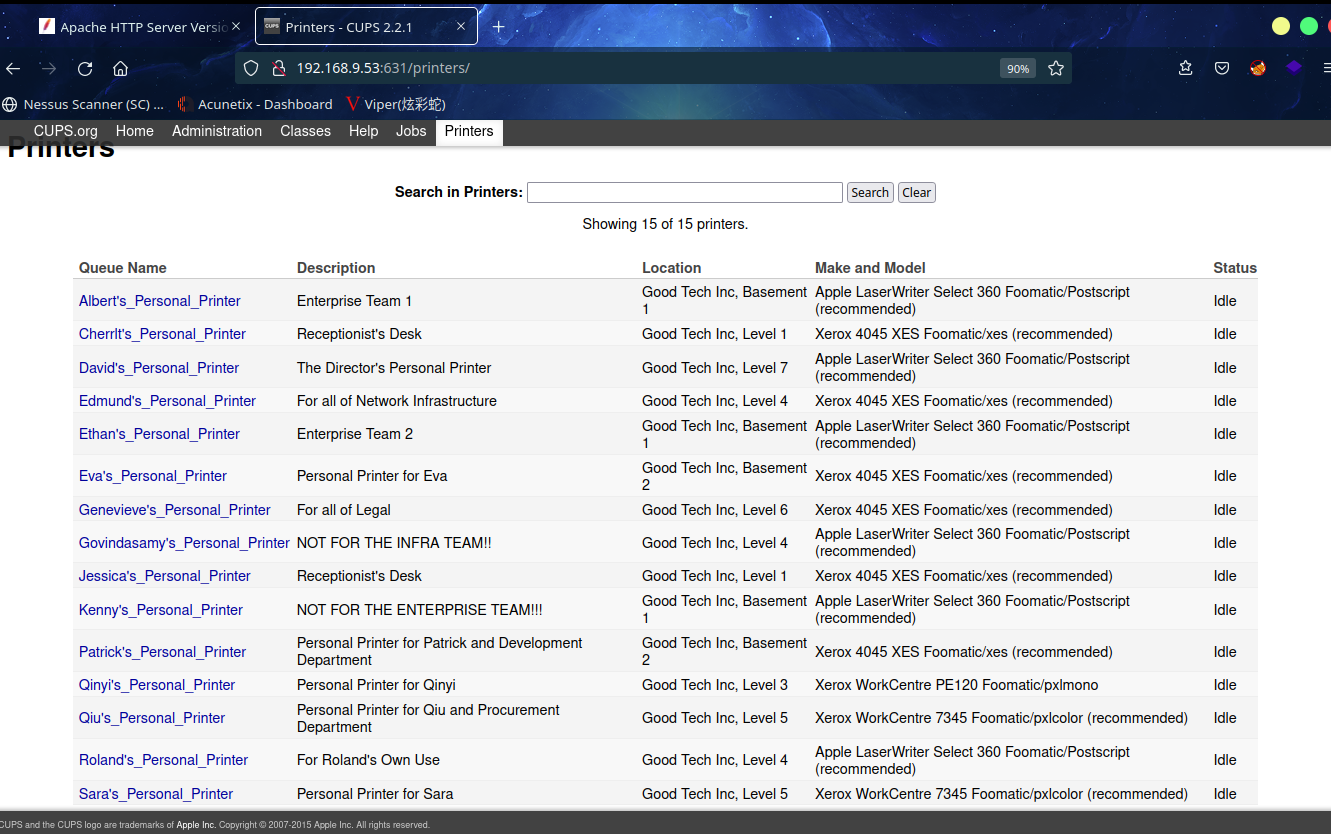 Apache HTTP Server Versio
CUPS Printers - CUPS 2.2.1
192.168.9.53:631/printers/ 90%
Nessus Scanner (SC) ... Acunetix - Dashboard Viper(炫彩蛇)
CUPS.org Home Administration Classes Help Jobs Printers
Printers
Search in Printers: Search Clear
Showing 15 of 15 printers.
Queue Name Description Location Make and Model Status
Albert's_Personal_Printer Enterprise Team 1 Good Tech Inc, Basement 1 Apple LaserWriter Select 360 Foomatic/Postscript (recommended) Idle
Cherrlt's_Personal_Printer Receptionist's Desk Good Tech Inc, Level 1 Xerox 4045 XES Foomatic/xes (recommended) Idle
David's_Personal_Printer The Director's Personal Printer Good Tech Inc, Level 7 Apple LaserWriter Select 360 Foomatic/Postscript (recommended) Idle
Edmund's_Personal_Printer For all of Network Infrastructure Good Tech Inc, Level 4 Xerox 4045 XES Foomatic/xes (recommended) Idle
Ethan's_Personal_Printer Enterprise Team 2 Good Tech Inc, Basement 1 Apple LaserWriter Select 360 Foomatic/Postscript (recommended) Idle
Eva's_Personal_Printer Personal Printer for Eva Good Tech Inc, Basement 2 Xerox 4045 XES Foomatic/xes (recommended) Idle
Genevieve's_Personal_Printer For all of Legal Good Tech Inc, Level 6 Xerox 4045 XES Foomatic/xes (recommended) Idle
Govindasamy's_Personal_Printer NOT FOR THE INFRA TEAM!! Good Tech Inc, Level 4 Apple LaserWriter Select 360 Foomatic/Postscript (recommended) Idle
Jessica's_Personal_Printer Receptionist's Desk Good Tech Inc, Level 1 Xerox 4045 XES Foomatic/xes (recommended) Idle
Kenny's_Personal_Printer NOT FOR THE ENTERPRISE TEAM!!! Good Tech Inc, Basement 1 Apple LaserWriter Select 360 Foomatic/Postscript (recommended) Idle
Patrick's_Personal_Printer Personal Printer for Patrick and Development Department Good Tech Inc, Basement 2 Xerox 4045 XES Foomatic/xes (recommended) Idle
Qinyi's_Personal_Printer Personal Printer for Qinyi Good Tech Inc, Level 3 Xerox WorkCentre PE120 Foomatic/pxlmono Idle
Qiu's_Personal_Printer Personal Printer for Qiu and Procurement Department Good Tech Inc, Level 5 Xerox WorkCentre 7345 Foomatic/pxlcolor (recommended) Idle
Roland's_Personal_Printer For Roland's Own Use Good Tech Inc, Level 4 Apple LaserWriter Select 360 Foomatic/Postscript (recommended) Idle
Sara's_Personal_Printer Personal Printer for Sara Good Tech Inc, Level 5 Xerox WorkCentre 7345 Foomatic/pxlcolor (recommended) Idle
CUPS and the CUPS logo are trademarks of Apple Inc. Copyright © 2007-2015 Apple Inc. All rights reserved.